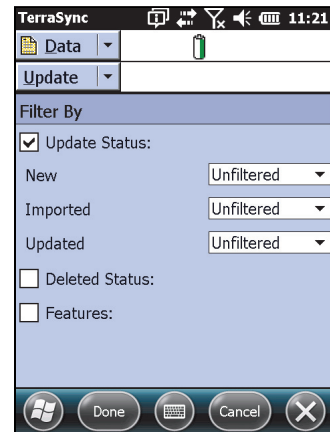 TerraSync 11:21
Data
Update
Filter By
Update Status:
New Unfiltered
Imported Unfiltered
Updated Unfiltered
Deleted Status:
Features:
Done Cancel